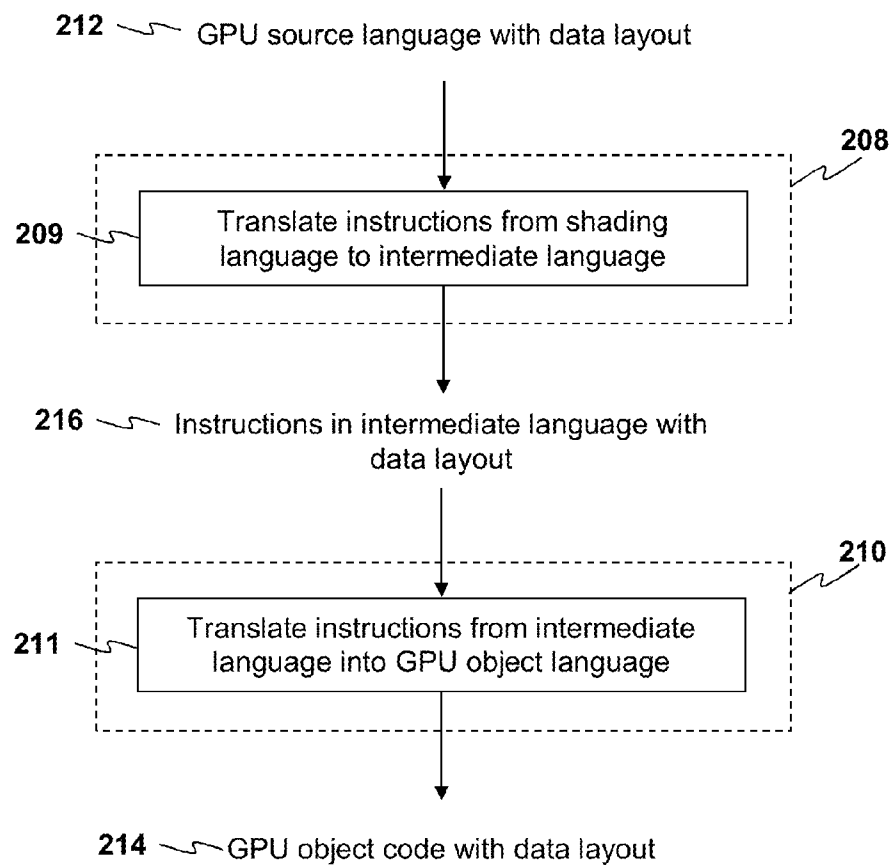 212 GPU source language with data layout
208
209 Translate instructions from shading
language to intermediate language
216 Instructions in intermediate language with
data layout
210
211 Translate instructions from intermediate
language into GPU object language
214 GPU object code with data layout